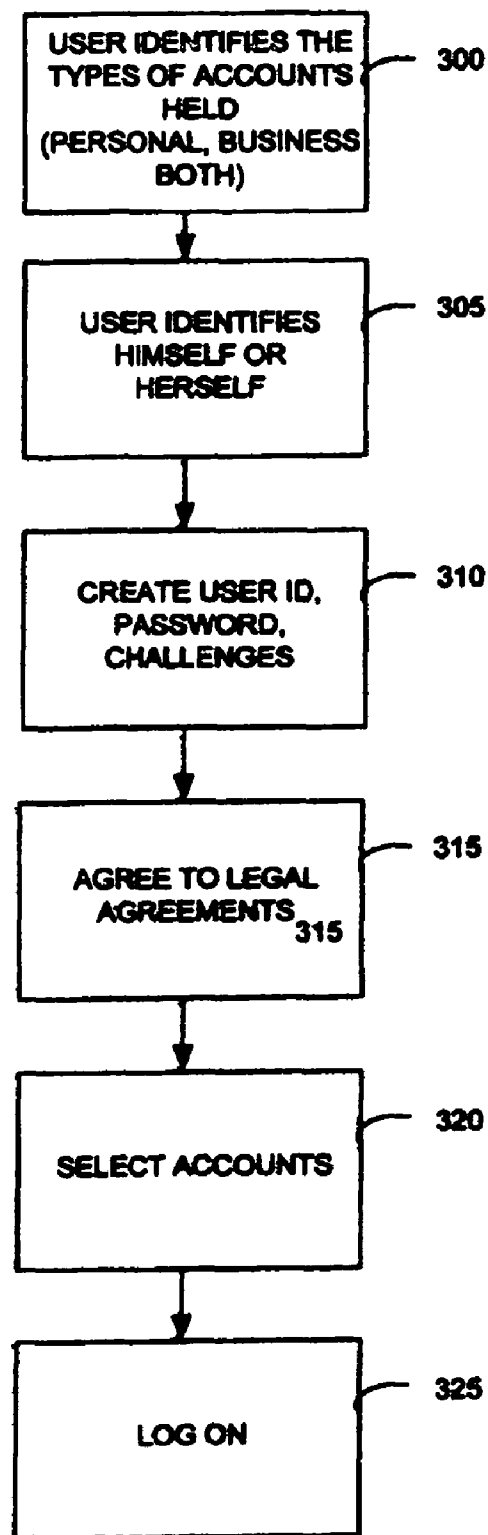 USER IDENTIFIES THE
TYPES OF ACCOUNTS
HELD
(PERSONAL, BUSINESS
BOTH)
300
USER IDENTIFIES
HIMSELF OR
HERSELF
305
CREATE USER ID,
PASSWORD,
CHALLENGES
310
AGREE TO LEGAL
AGREEMENTS
315
315
SELECT ACCOUNTS
320
LOG ON
325